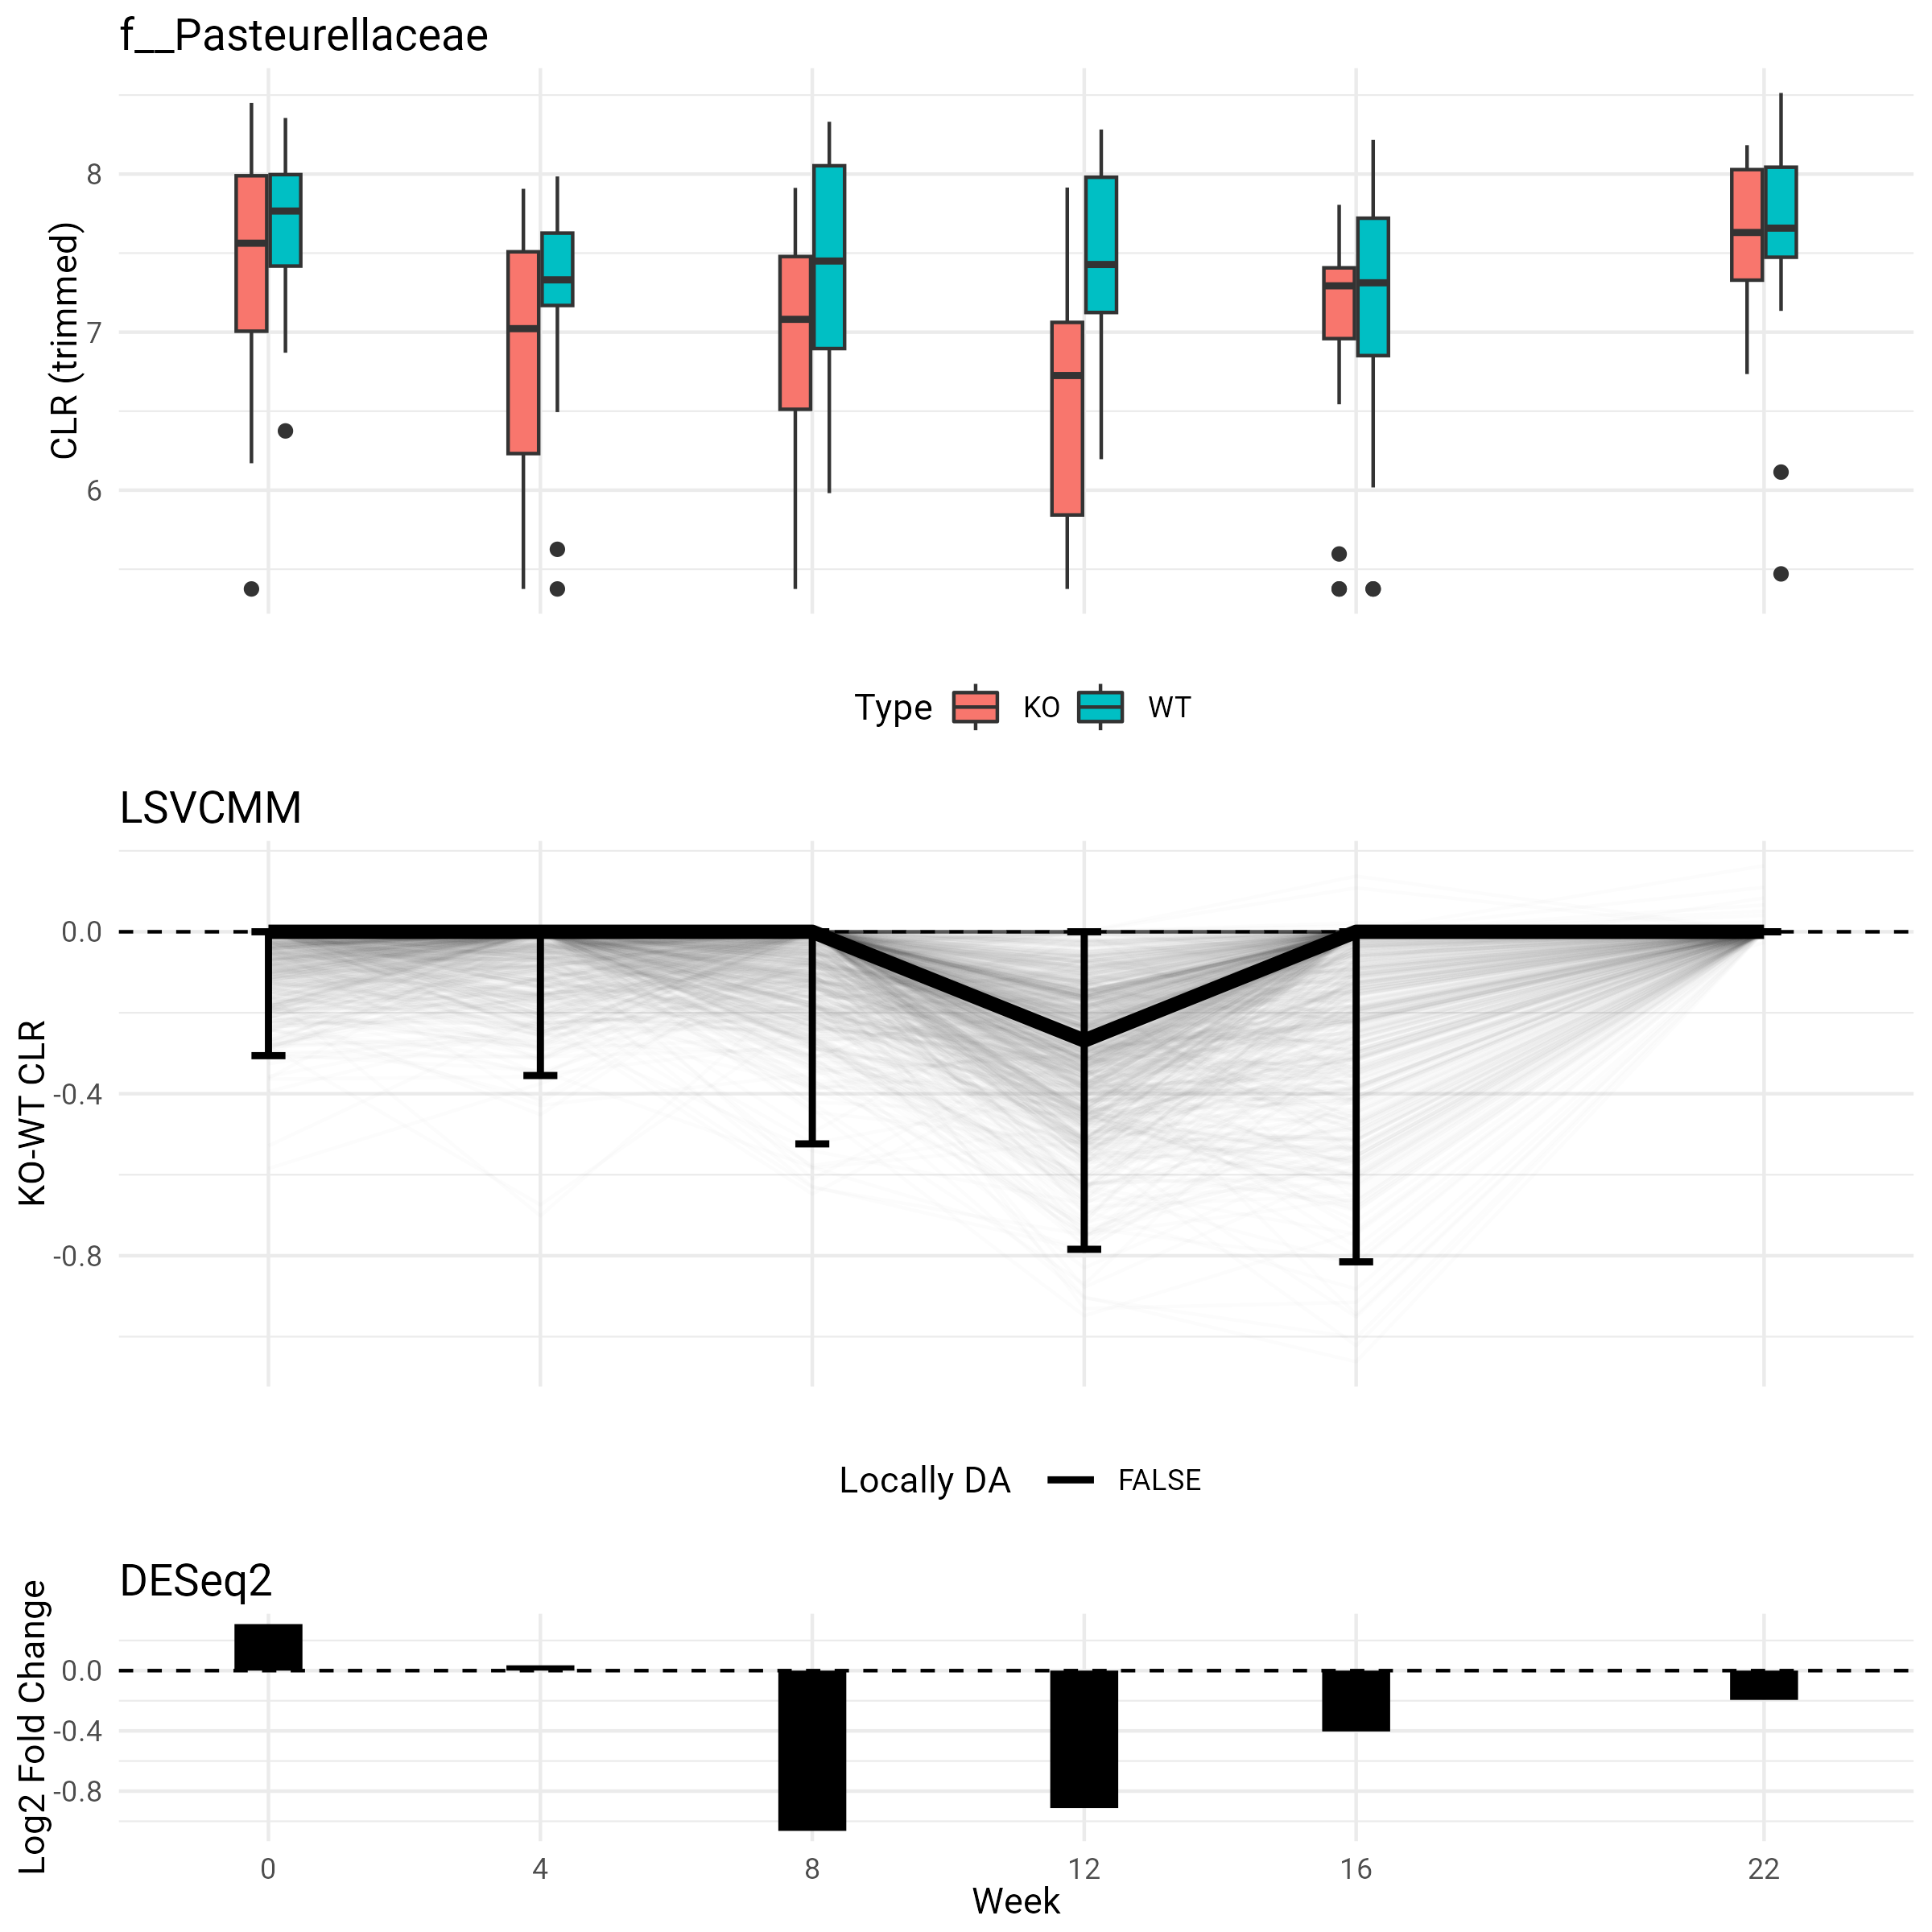 f__Pasteurellaceae
CLR (trimmed)
8
7
6
Type KO WT
LSVCMM
KO-WT CLR
0.0
-0.4
-0.8
Locally DA FALSE
DESeq2
Log2 Fold Change
0.0
-0.4
-0.8
0 4 8 12 16 22
Week